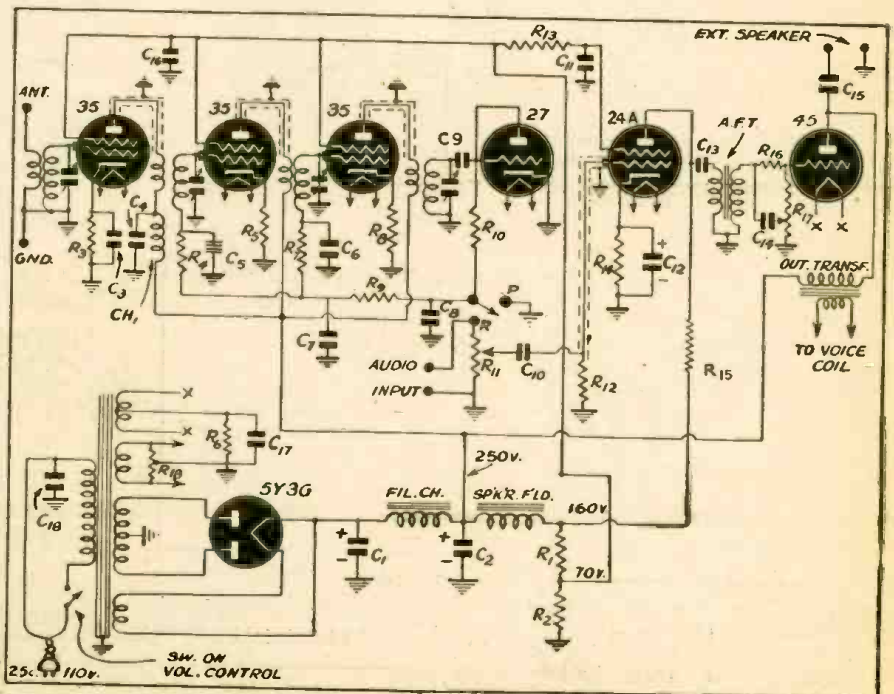 ANT.
GND.
C16
35
35
35
R13
C11
27
24A
EXT. SPEAKER
C15
45
A.F.T.
C13
R16
R17
C14
C9
R3
C4
C3
CH1
R4
C5
R5
R7
C6
R8
R10
R14
C12
+
-
X
X
OUT. TRANSF.
TO VOICE
COIL
R9
C8
P
R
C7
AUDIO
INPUT
R11
C10
R12
R15
X
X
R6
C17
R18
250V.
C18
5Y3G
FIL. CH.
SPKR. FLD.
160V.
+
-
C1
+
-
C2
R1
70V.
R2
110V.
SW. ON
VOL. CONTROL